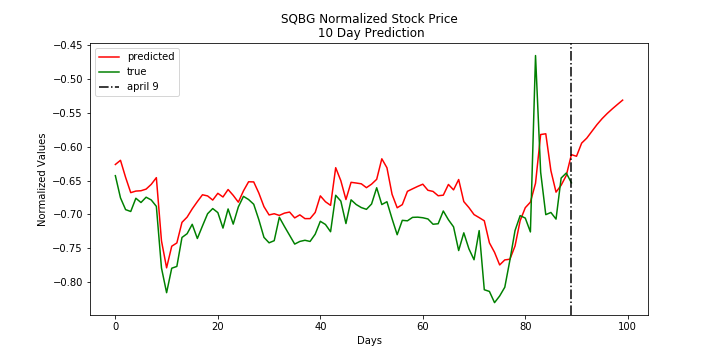 SQBG Normalized Stock Price
10 Day Prediction
predicted
true
april 9
Normalized Values
−0.45
−0.50
−0.55
−0.60
−0.65
−0.70
−0.75
−0.80
0 20 40 60 80 100
Days